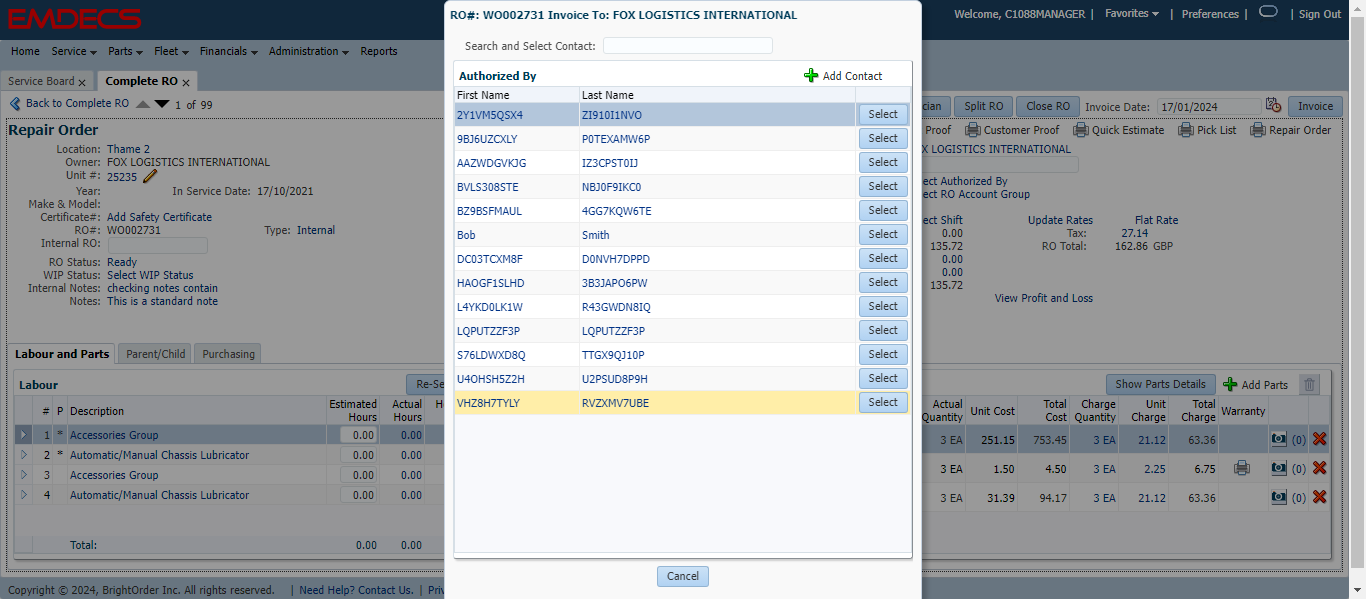 EMDECS
Welcome, C1088MANAGER | Favorites | Preferences | | Sign Out
Home Service Parts Fleet Financials Administration Reports
Service Board x Complete RO x
Back to Complete RO 1 of 99
Split RO Close RO Invoice Date: 17/01/2024 Invoice
Proof Customer Proof Quick Estimate Pick List Repair Order
Repair Order
Location: Thame 2
Owner: FOX LOGISTICS INTERNATIONAL
Unit #: 25235
Year: In Service Date: 17/10/2021
Make & Model:
Certificate#: Add Safety Certificate
RO#: WO002731 Type: Internal
Internal RO:
RO Status: Ready
WIP Status: Select WIP Status
Internal Notes: checking notes contain
Notes: This is a standard note
X LOGISTICS INTERNATIONAL
ect Authorized By
ect RO Account Group
ect Shift Update Rates Flat Rate
0.00 Tax: 27.14
135.72 RO Total: 162.86 GBP
0.00
0.00
135.72
View Profit and Loss
Labour and Parts Parent/Child Purchasing
Labour Re-Se
# P Description Estimated Hours Actual Hours H
1 * Accessories Group 0.00 0.00
2 * Automatic/Manual Chassis Lubricator 0.00 0.00
3 Accessories Group 0.00 0.00
4 Automatic/Manual Chassis Lubricator 0.00 0.00
Total: 0.00 0.00
Show Parts Details Add Parts
Actual Quantity Unit Cost Total Cost Charge Quantity Unit Charge Total Charge Warranty
3 EA 251.15 753.45 3 EA 21.12 63.36 (0)
3 EA 1.50 4.50 3 EA 2.25 6.75 (0)
3 EA 31.39 94.17 3 EA 21.12 63.36 (0)
RO#: WO002731 Invoice To: FOX LOGISTICS INTERNATIONAL
Search and Select Contact:
Authorized By Add Contact
First Name Last Name
2Y1VM5QSX4 ZI910I1NVO Select
9BJ6UZCXLY P0TEXAMW6P Select
AAZWDGVKJG IZ3CPST0IJ Select
BVLS308STE NBJ0F9IKC0 Select
BZ9BSFMAUL 4GG7KQW6TE Select
Bob Smith Select
DC03TCXM8F D0NVH7DPPD Select
HAOGF1SLHD 3B3JAPO6PW Select
L4YKD0LK1W R43GWDN8IQ Select
LQPUTZZF3P LQPUTZZF3P Select
S76LDWXD8Q TTGX9QJ10P Select
U4OHSH5Z2H U2PSUD8P9H Select
VHZ8H7TYLY RVZXMV7UBE Select
Cancel
Copyright © 2024, BrightOrder Inc. All rights reserved. | Need Help? Contact Us. | Priv